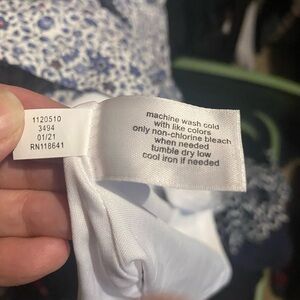 1120510
3494
01/21
RN118641
machine wash cold
with like colors
only non-chlorine bleach
when needed
tumble dry low
cool iron if needed